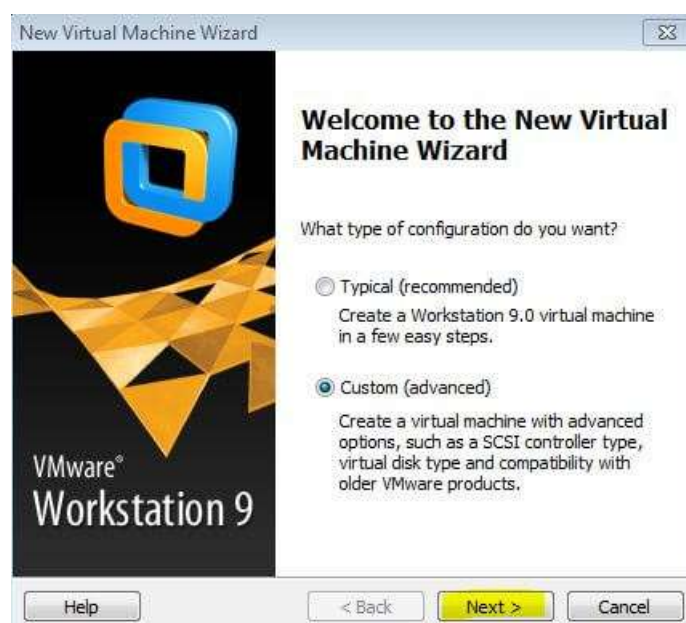 New Virtual Machine Wizard
Welcome to the New Virtual
Machine Wizard
What type of configuration do you want?
Typical (recommended)
Create a Workstation 9.0 virtual machine
in a few easy steps.
Custom (advanced)
Create a virtual machine with advanced
options, such as a SCSI controller type,
virtual disk type and compatibility with
older VMware products.
VMware®
Workstation 9
Help
< Back
Next >
Cancel